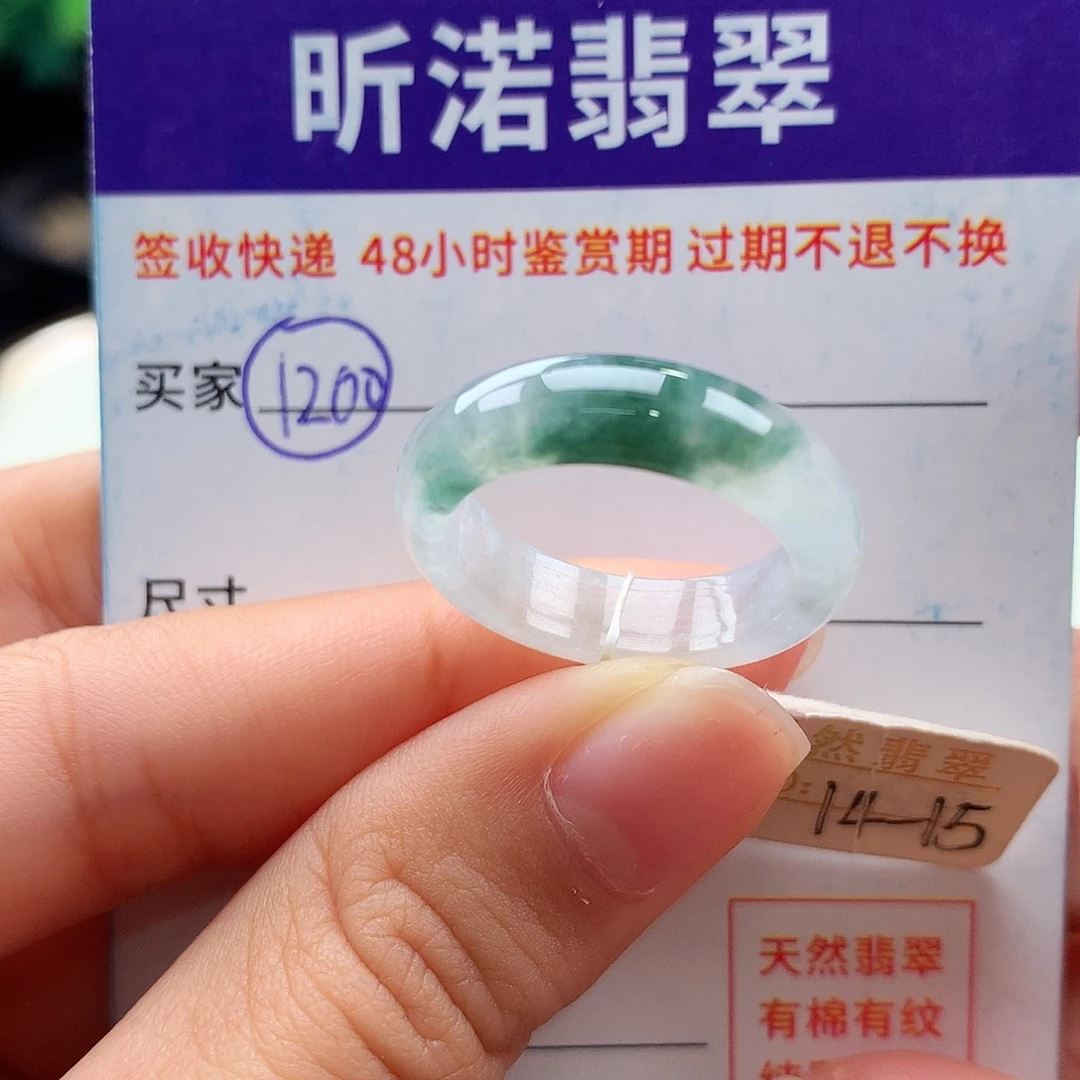 昕渃翡翠
签收快递 48小时鉴赏期 过期不退不换
买家 1200
尺寸
然翡翠
14-15
天然翡翠
有棉有纹